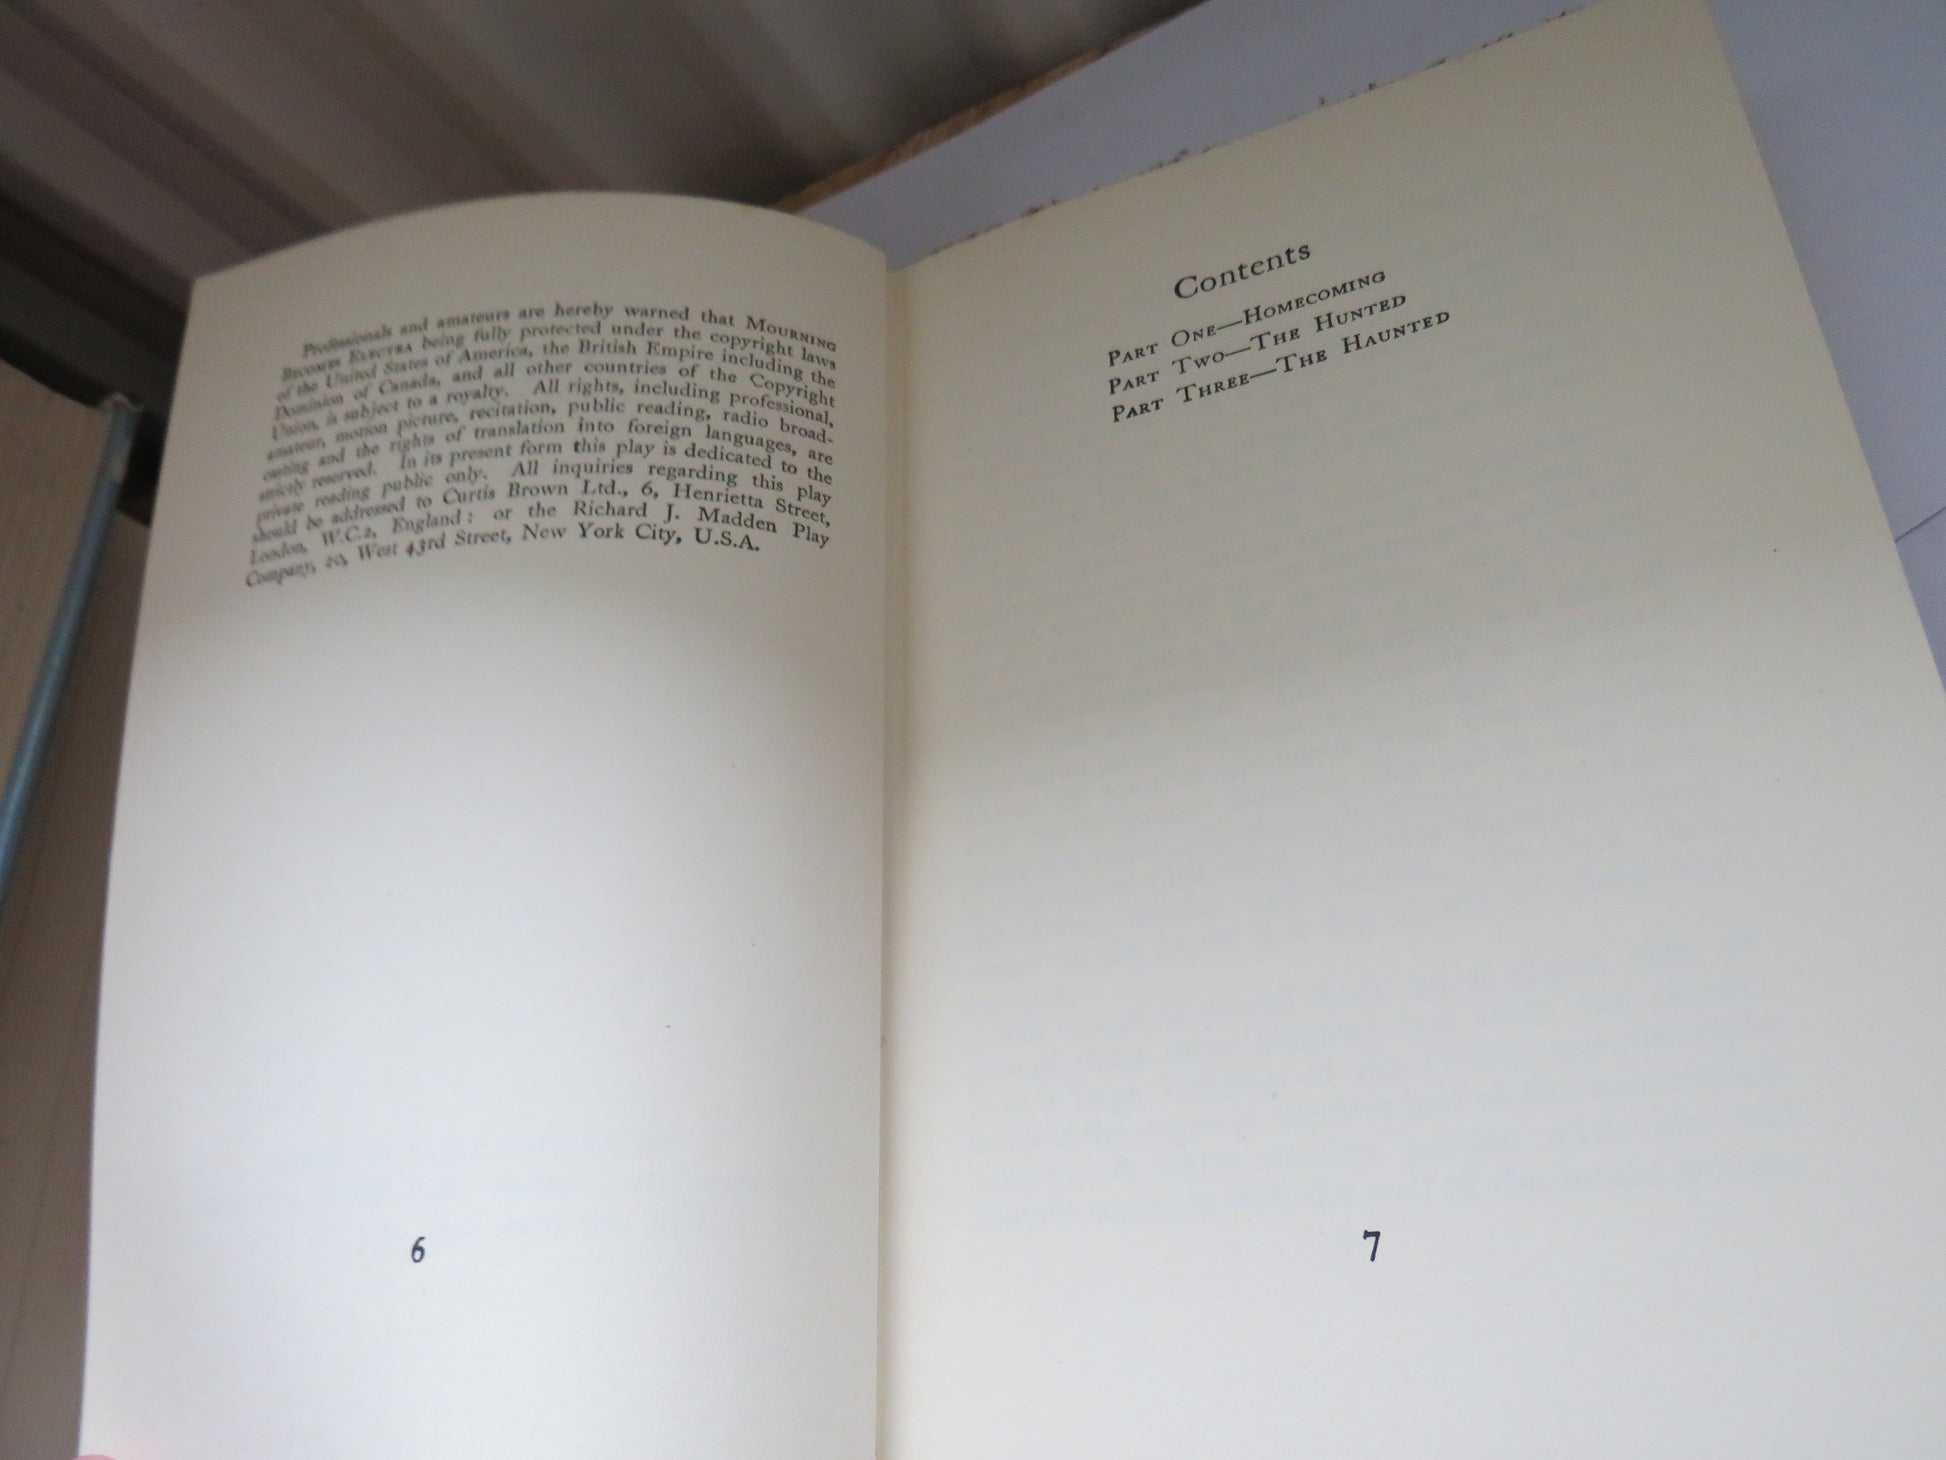 Professionals and amateurs are hereby warned that MOURNING
BECOMES ELECTRA being fully protected under the copyright laws
of the United States of America, the British Empire including the
Dominion of Canada, and all other countries of the Copyright
Union, is subject to a royalty. All rights, including professional,
amateur, motion picture, recitation, public reading, radio broad-
casting and the rights of translation into foreign languages, are
strictly reserved. In its present form this play is dedicated to the
private reading public only. All inquiries regarding this play
should be addressed to Curtis Brown Ltd., 6, Henrietta Street,
London, W.C.2, England: or the Richard J. Madden Play
Company, 20, West 43rd Street, New York City, U.S.A.
6
Contents
PART ONE—HOMECOMING
PART TWO—THE HUNTED
PART THREE—THE HAUNTED
7